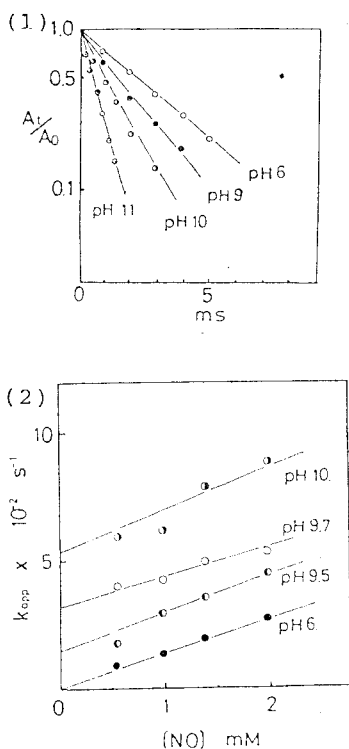 (1)
1.0
0.5
At/A0
0.1
pH 6
pH 9
pH 10
pH 11
5
ms
(2)
10
k app × 10⁻² s⁻¹
5
pH 10.
pH 9.7
pH 9.5
pH 6.
0
1
2
(NO) mM